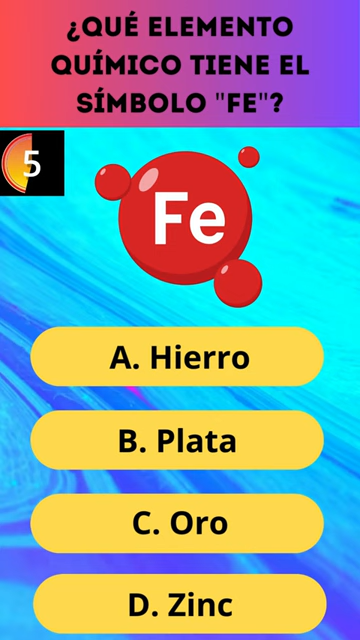 ¿QUÉ ELEMENTO
QUÍMICO TIENE EL
SÍMBOLO "FE"?
5
Fe
A. Hierro
B. Plata
C. Oro
D. Zinc